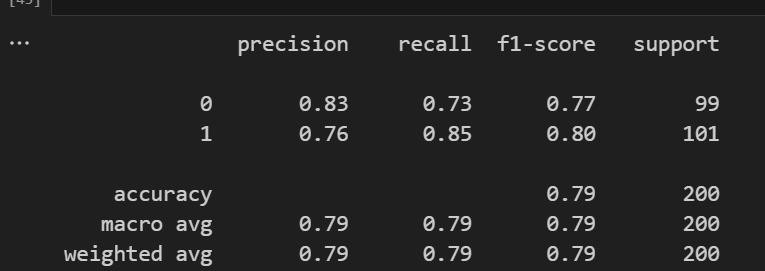 ...
precision recall f1-score support
0 0.83 0.73 0.77 99
1 0.76 0.85 0.80 101
accuracy 0.79 200
macro avg 0.79 0.79 0.79 200
weighted avg 0.79 0.79 0.79 200